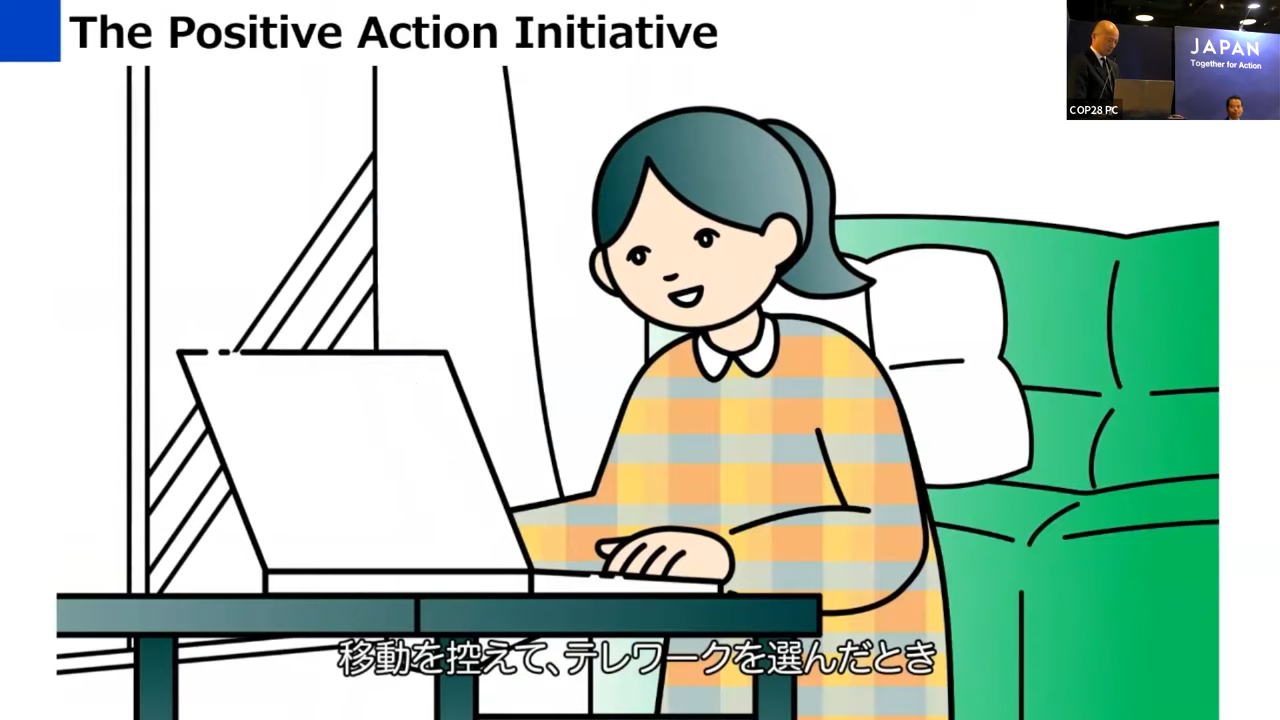 The Positive Action Initiative
JAPAN
Together for Action
COP28 PC
移動を控えて、テレワークを選んだとき